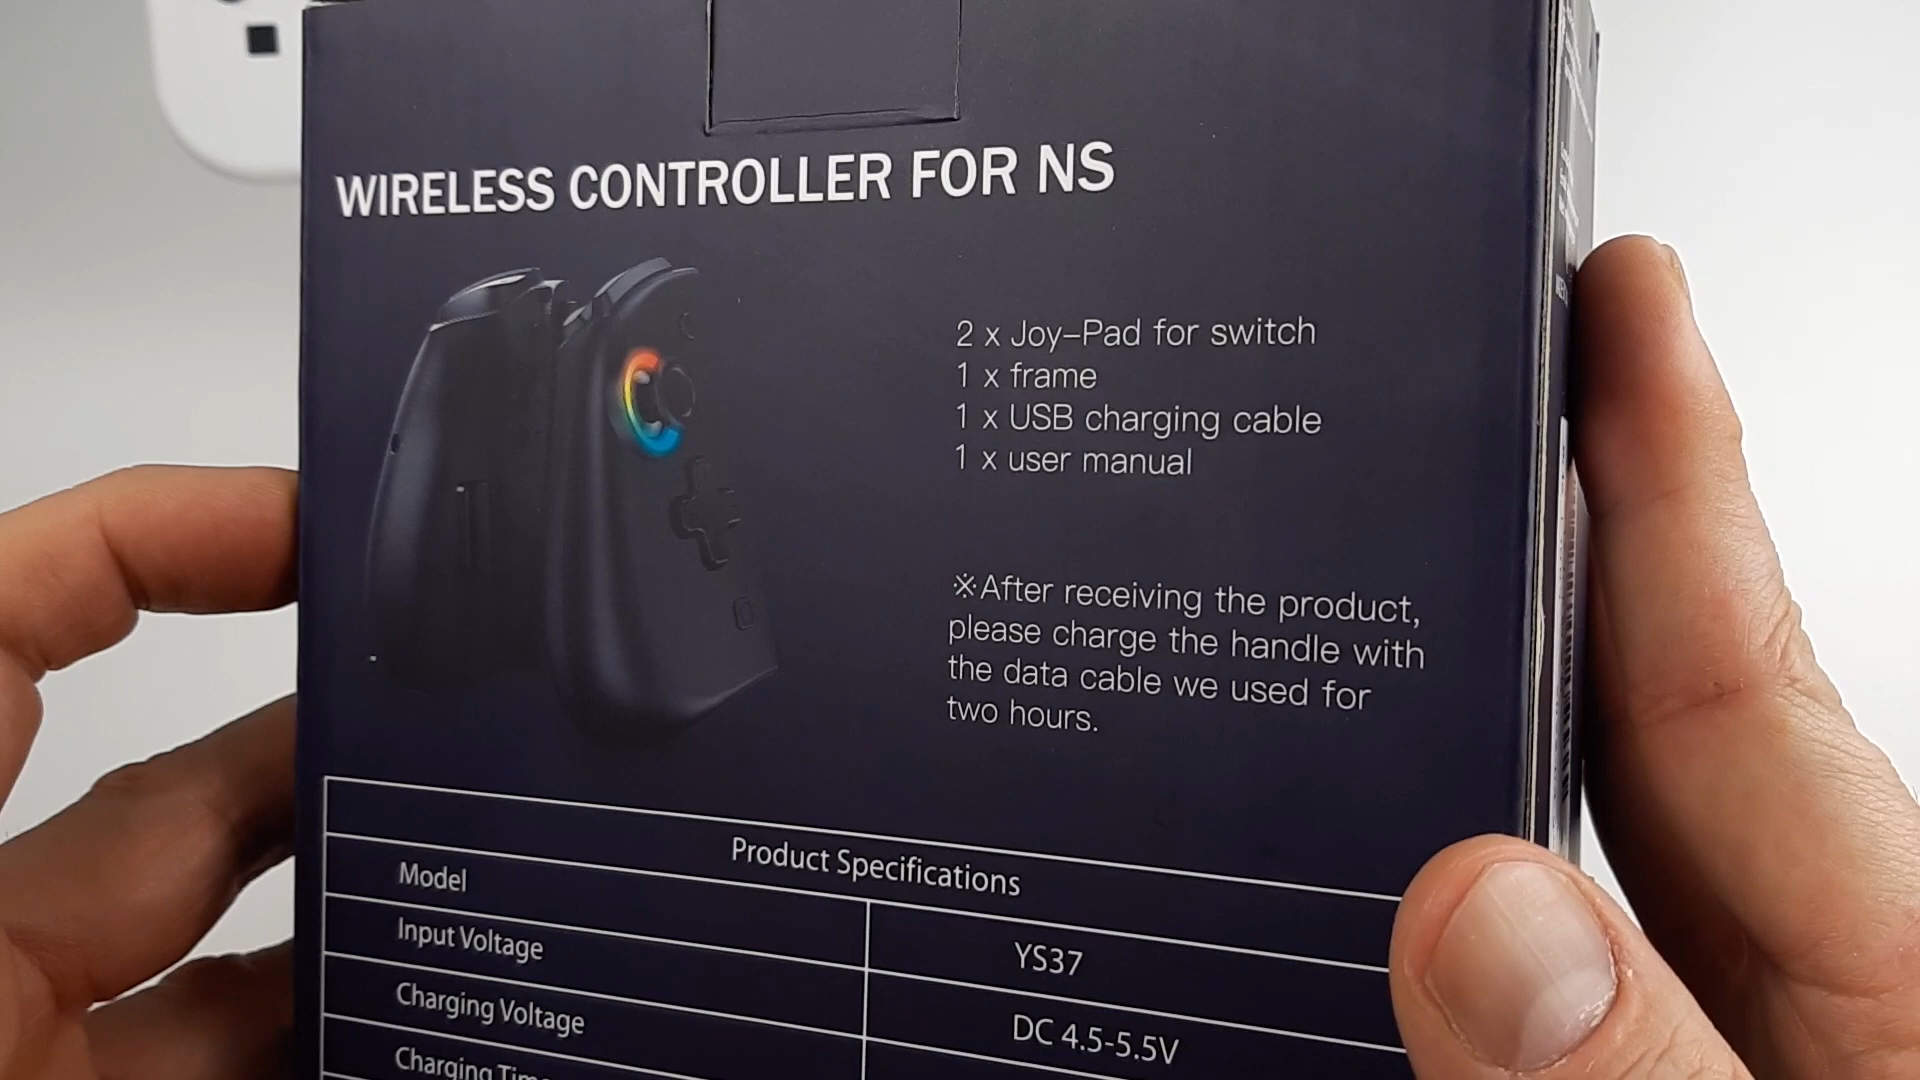 WIRELESS CONTROLLER FOR NS
2 x Joy-Pad for switch
1 x frame
1 x USB charging cable
1 x user manual
※After receiving the product,
please charge the handle with
the data cable we used for
two hours.
Product Specifications
Model
YS37
Input Voltage
DC 4.5-5.5V
Charging Voltage
Charging